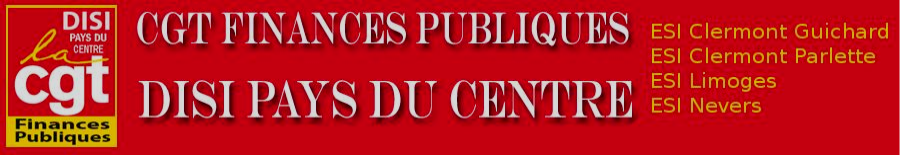 DISI
PAYS DU
CENTRE
la
cgt
Finances
Publiques
CGT FINANCES PUBLIQUES
DISI PAYS DU CENTRE
ESI Clermont Guichard
ESI Clermont Parlette
ESI Limoges
ESI Nevers